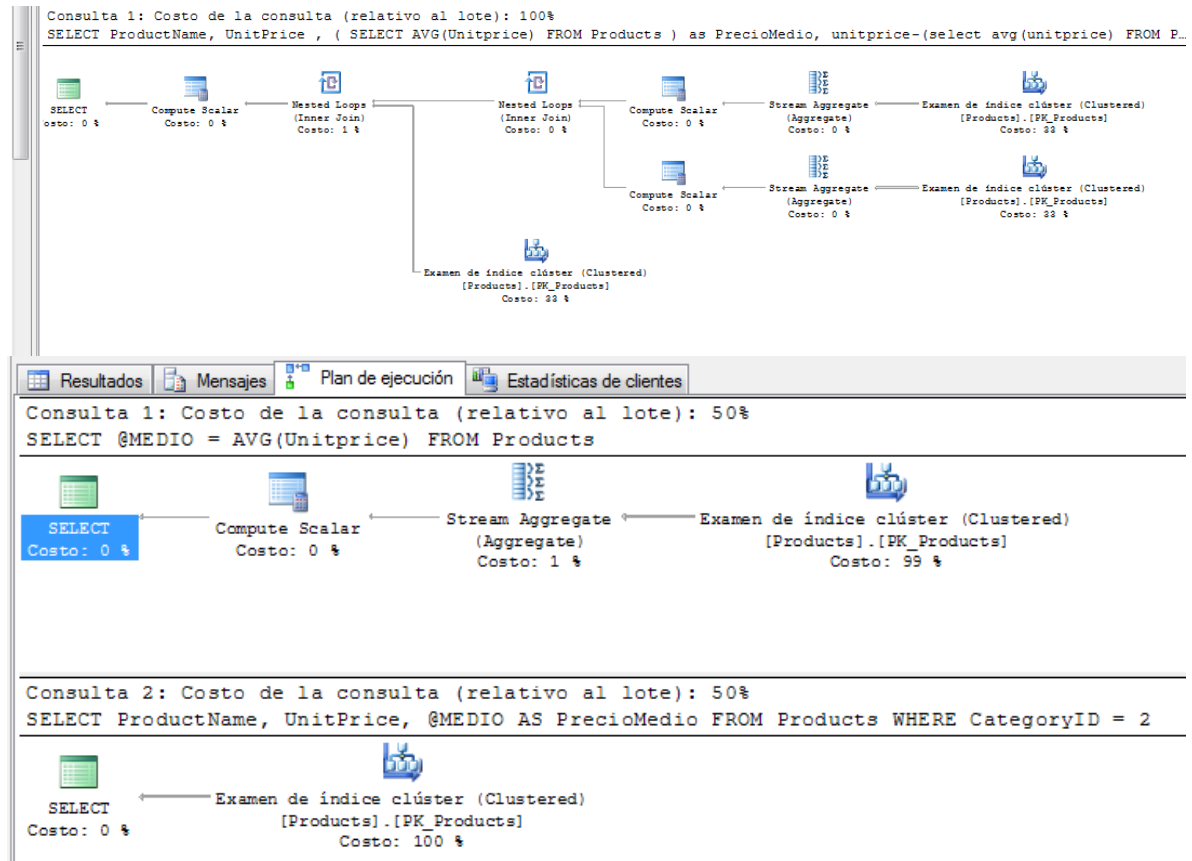 Consulta 1: Costo de la consulta (relativo al lote): 100%
SELECT ProductName, UnitPrice , ( SELECT AVG(Unitprice) FROM Products ) as PrecioMedio, unitprice-(select avg(unitprice) FROM P…
SELECT
osto: 0 %
Compute Scalar
Costo: 0 %
Nested Loops
(Inner Join)
Costo: 1 %
Nested Loops
(Inner Join)
Costo: 0 %
Compute Scalar
Costo: 0 %
Stream Aggregate
(Aggregate)
Costo: 0 %
Examen de índice clúster (Clustered)
[Products].[PK_Products]
Costo: 33 %
Compute Scalar
Costo: 0 %
Stream Aggregate
(Aggregate)
Costo: 0 %
Examen de índice clúster (Clustered)
[Products].[PK_Products]
Costo: 33 %
Examen de índice clúster (Clustered)
[Products].[PK_Products]
Costo: 33 %
Resultados Mensajes Plan de ejecución Estadísticas de clientes
Consulta 1: Costo de la consulta (relativo al lote): 50%
SELECT @MEDIO = AVG(Unitprice) FROM Products
SELECT
Costo: 0 %
Compute Scalar
Costo: 0 %
Stream Aggregate
(Aggregate)
Costo: 1 %
Examen de índice clúster (Clustered)
[Products].[PK_Products]
Costo: 99 %
Consulta 2: Costo de la consulta (relativo al lote): 50%
SELECT ProductName, UnitPrice, @MEDIO AS PrecioMedio FROM Products WHERE CategoryID = 2
SELECT
Costo: 0 %
Examen de índice clúster (Clustered)
[Products].[PK_Products]
Costo: 100 %